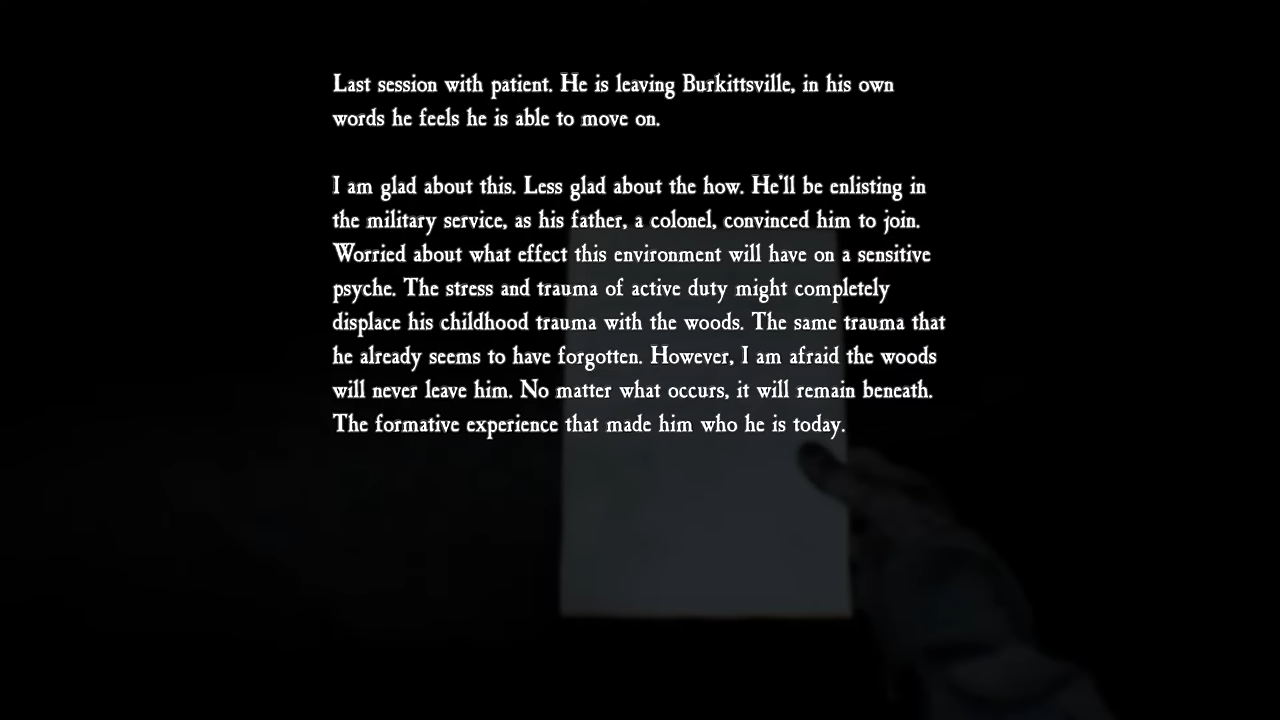 Last session with patient. He is leaving Burkittsville, in his own
words he feels he is able to move on.
I am glad about this. Less glad about the how. He'll be enlisting in
the military service, as his father, a colonel, convinced him to join.
Worried about what effect this environment will have on a sensitive
psyche. The stress and trauma of active duty might completely
displace his childhood trauma with the woods. The same trauma that
he already seems to have forgotten. However, I am afraid the woods
will never leave him. No matter what occurs, it will remain beneath.
The formative experience that made him who he is today.